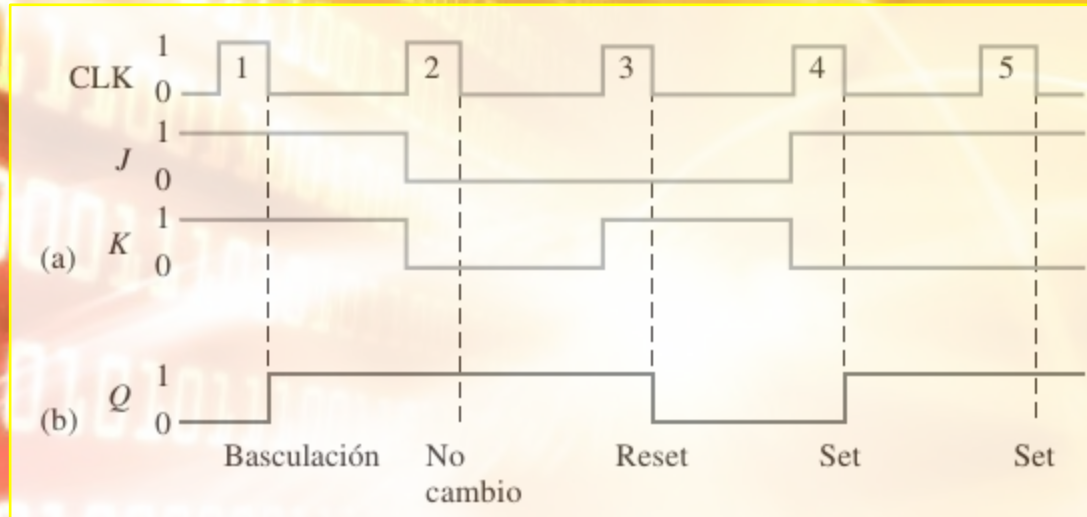 1
CLK 0 1 2 3 4 5
1
J 0
1
(a) K 0
1
(b) Q 0
Basculación No Reset Set Set
cambio